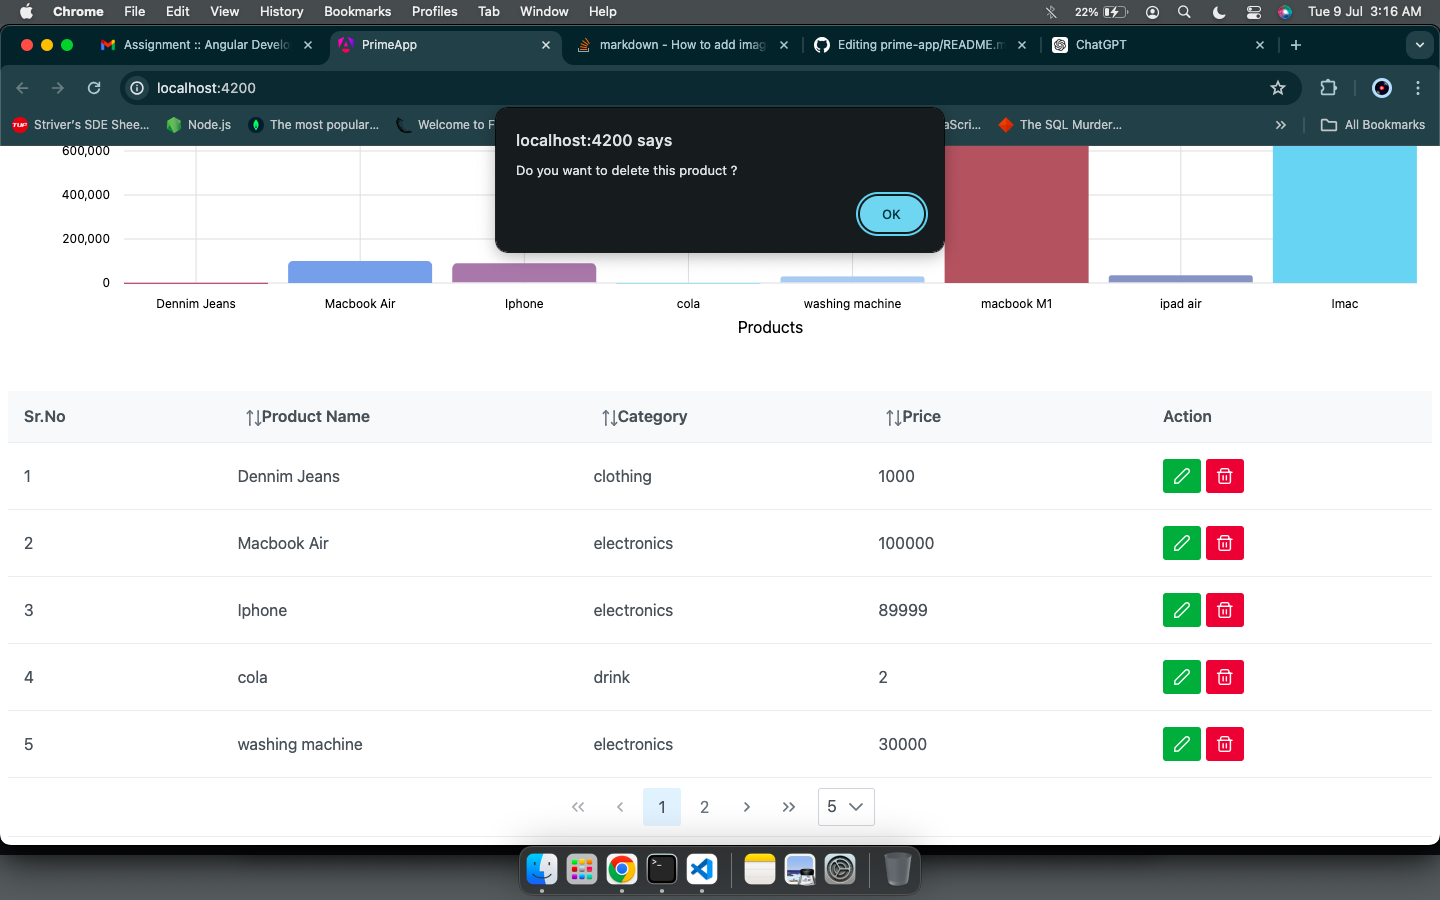 Chrome File Edit View History Bookmarks Profiles Tab Window Help 22% Tue 9 Jul 3:16 AM
Assignment :: Angular Develo PrimeApp markdown - How to add imag Editing prime-app/README.m ChatGPT
localhost:4200
TUF Striver's SDE Shee... Node.js The most popular... Welcome to F aScri... The SQL Murder... All Bookmarks
localhost:4200 says
Do you want to delete this product ?
OK
600,000
400,000
200,000
0
Dennim Jeans Macbook Air Iphone cola washing machine macbook M1 ipad air Imac
Products
Sr.No Product Name Category Price Action
1 Dennim Jeans clothing 1000
2 Macbook Air electronics 100000
3 Iphone electronics 89999
4 cola drink 2
5 washing machine electronics 30000
1 2 5